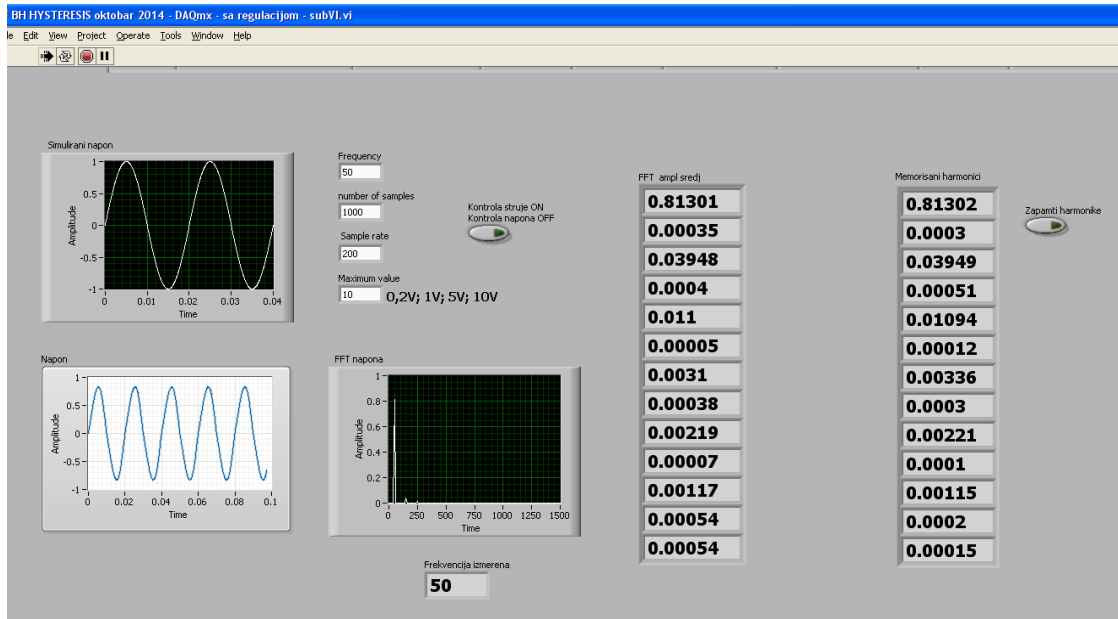 BH HYSTERESIS oktobar 2014 - DAQmx - sa regulacijom - subVI.vi
le Edit View Project Operate Tools Window Help
Simulirani napon
Amplitude
1
0.5
0
-0.5
-1
0 0.01 0.02 0.03 0.04
Time
Frequency
50
number of samples
1000
Sample rate
200
Maximum value
10 0,2V; 1V; 5V; 10V
Kontrola struje ON
Kontrola napona OFF
Napon
Amplitude
1
0.5
0
-0.5
-1
0 0.02 0.04 0.06 0.08 0.1
Time
FFT napona
Amplitude
1
0.8
0.6
0.4
0.2
0
0 250 500 750 1000 1250 1500
Time
Frekvencija izmerena
50
FFT ampl sredj
0.81301
0.00035
0.03948
0.0004
0.011
0.00005
0.0031
0.00038
0.00219
0.00007
0.00117
0.00054
0.00054
Memorisani harmonici
0.81302
0.0003
0.03949
0.00051
0.01094
0.00012
0.00336
0.0003
0.00221
0.0001
0.00115
0.0002
0.00015
Zapamti harmonike